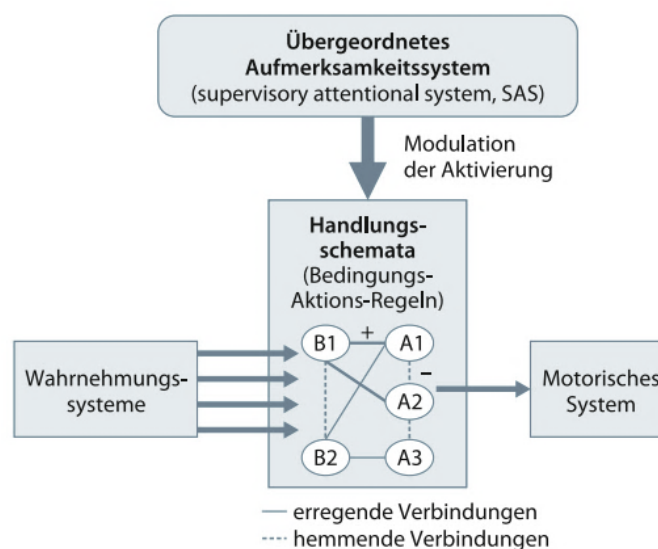 Übergeordnetes
Aufmerksamkeitssystem
(supervisory attentional system, SAS)
Modulation
der Aktivierung
Handlungs-
schemata
(Bedingungs-
Aktions-Regeln)
Wahrnehmungs-
systeme
B1
+
A1
–
A2
B2
A3
Motorisches
System
erregende Verbindungen
hemmende Verbindungen